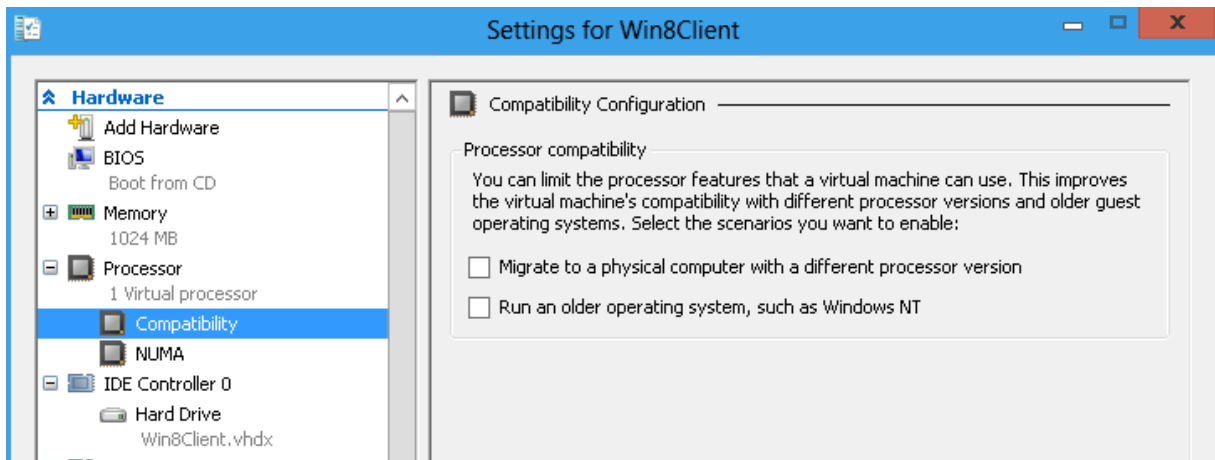 Settings for Win8Client
Hardware
Add Hardware
BIOS
Boot from CD
Memory
1024 MB
Processor
1 Virtual processor
Compatibility
NUMA
IDE Controller 0
Hard Drive
Win8Client.vhdx
Compatibility Configuration
Processor compatibility
You can limit the processor features that a virtual machine can use. This improves
the virtual machine's compatibility with different processor versions and older guest
operating systems. Select the scenarios you want to enable:
Migrate to a physical computer with a different processor version
Run an older operating system, such as Windows NT